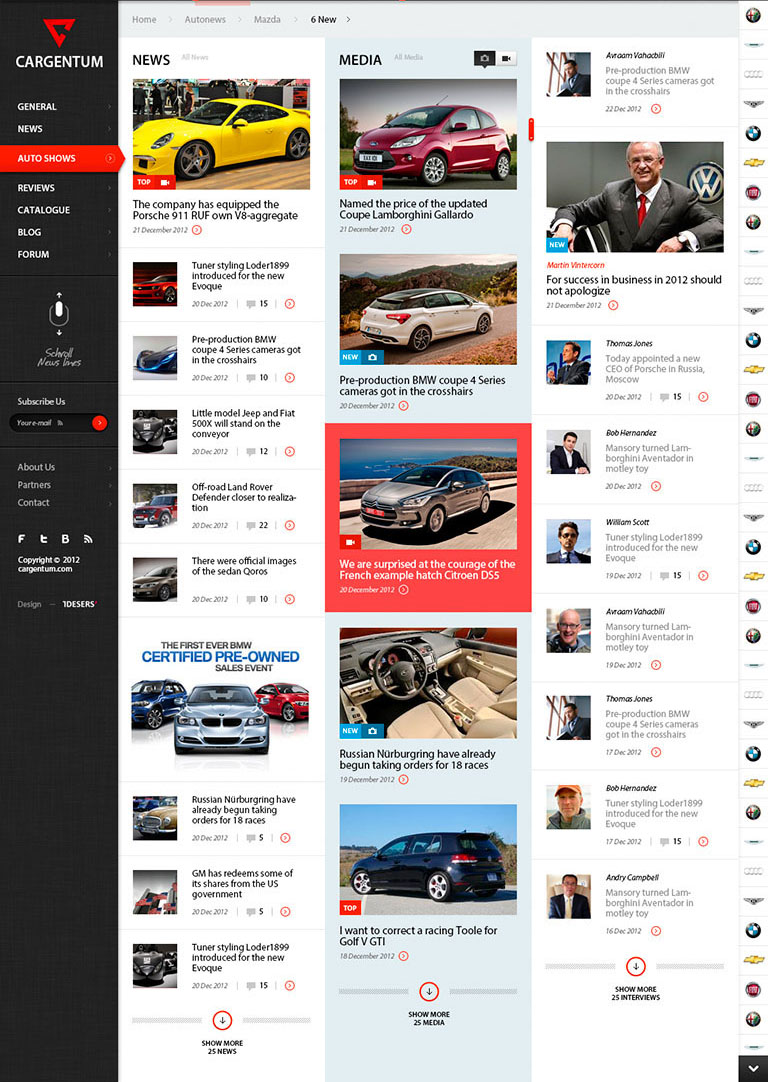 CARGENTUM
GENERAL
NEWS
AUTO SHOWS
REVIEWS
CATALOGUE
BLOG
FORUM
Schroll
News lines
Subscribe Us
Your e-mail
About Us
Partners
Contact
Copyright © 2012
cargentum.com
Design — TDESERS
Home > Autonews > Mazda > 6 New >
NEWS All News
TOP
The company has equipped the
Porsche 911 RUF own V8-aggregate
21 December 2012
Tuner styling Loder1899
introduced for the new
Evoque
20 Dec 2012 | 15
Pre-production BMW
coupe 4 Series cameras got
in the crosshairs
20 Dec 2012 | 10
Little model Jeep and Fiat
500X will stand on the
conveyor
20 Dec 2012 | 12
Off-road Land Rover
Defender closer to realiza-
tion
20 Dec 2012 | 22
There were official images
of the sedan Qoros
20 Dec 2012 | 10
THE FIRST EVER BMW
CERTIFIED PRE-OWNED
SALES EVENT
Russian Nürburgring have
already begun taking
orders for 18 races
20 Dec 2012 | 5
GM has redeems some of
its shares from the US
government
20 Dec 2012 | 5
Tuner styling Loder1899
introduced for the new
Evoque
20 Dec 2012 | 15
SHOW MORE
25 NEWS
MEDIA All Media
TOP
Named the price of the updated
Coupe Lamborghini Gallardo
21 December 2012
NEW
Pre-production BMW coupe 4 Series
cameras got in the crosshairs
20 December 2012
We are surprised at the courage of the
French example hatch Citroen DS5
20 December 2012
NEW
Russian Nürburgring have already
begun taking orders for 18 races
19 December 2012
TOP
I want to correct a racing Toole for
Golf V GTI
18 December 2012
SHOW MORE
25 MEDIA
Avraam Vahacbili
Pre-production BMW
coupe 4 Series cameras got
in the crosshairs
22 Dec 2012
NEW
Martin Vintercorn
For success in business in 2012 should
not apologize
21 December 2012
Thomas Jones
Today appointed a new
CEO of Porsche in Russia,
Moscow
20 Dec 2012 | 15
Bob Hernandez
Mansory turned Lam-
borghini Aventador in
motley toy
20 Dec 2012
William Scott
Tuner styling Loder1899
introduced for the new
Evoque
19 Dec 2012 | 15
Avraam Vahacbili
Mansory turned Lam-
borghini Aventador in
motley toy
19 Dec 2012
Thomas Jones
Pre-production BMW
coupe 4 Series cameras
got in the crosshairs
17 Dec 2012
Bob Hernandez
Tuner styling Loder1899
introduced for the new
Evoque
17 Dec 2012 | 15
Andry Campbell
Mansory turned Lam-
borghini Aventador in
motley toy
16 Dec 2012
SHOW MORE
25 INTERVIEWS